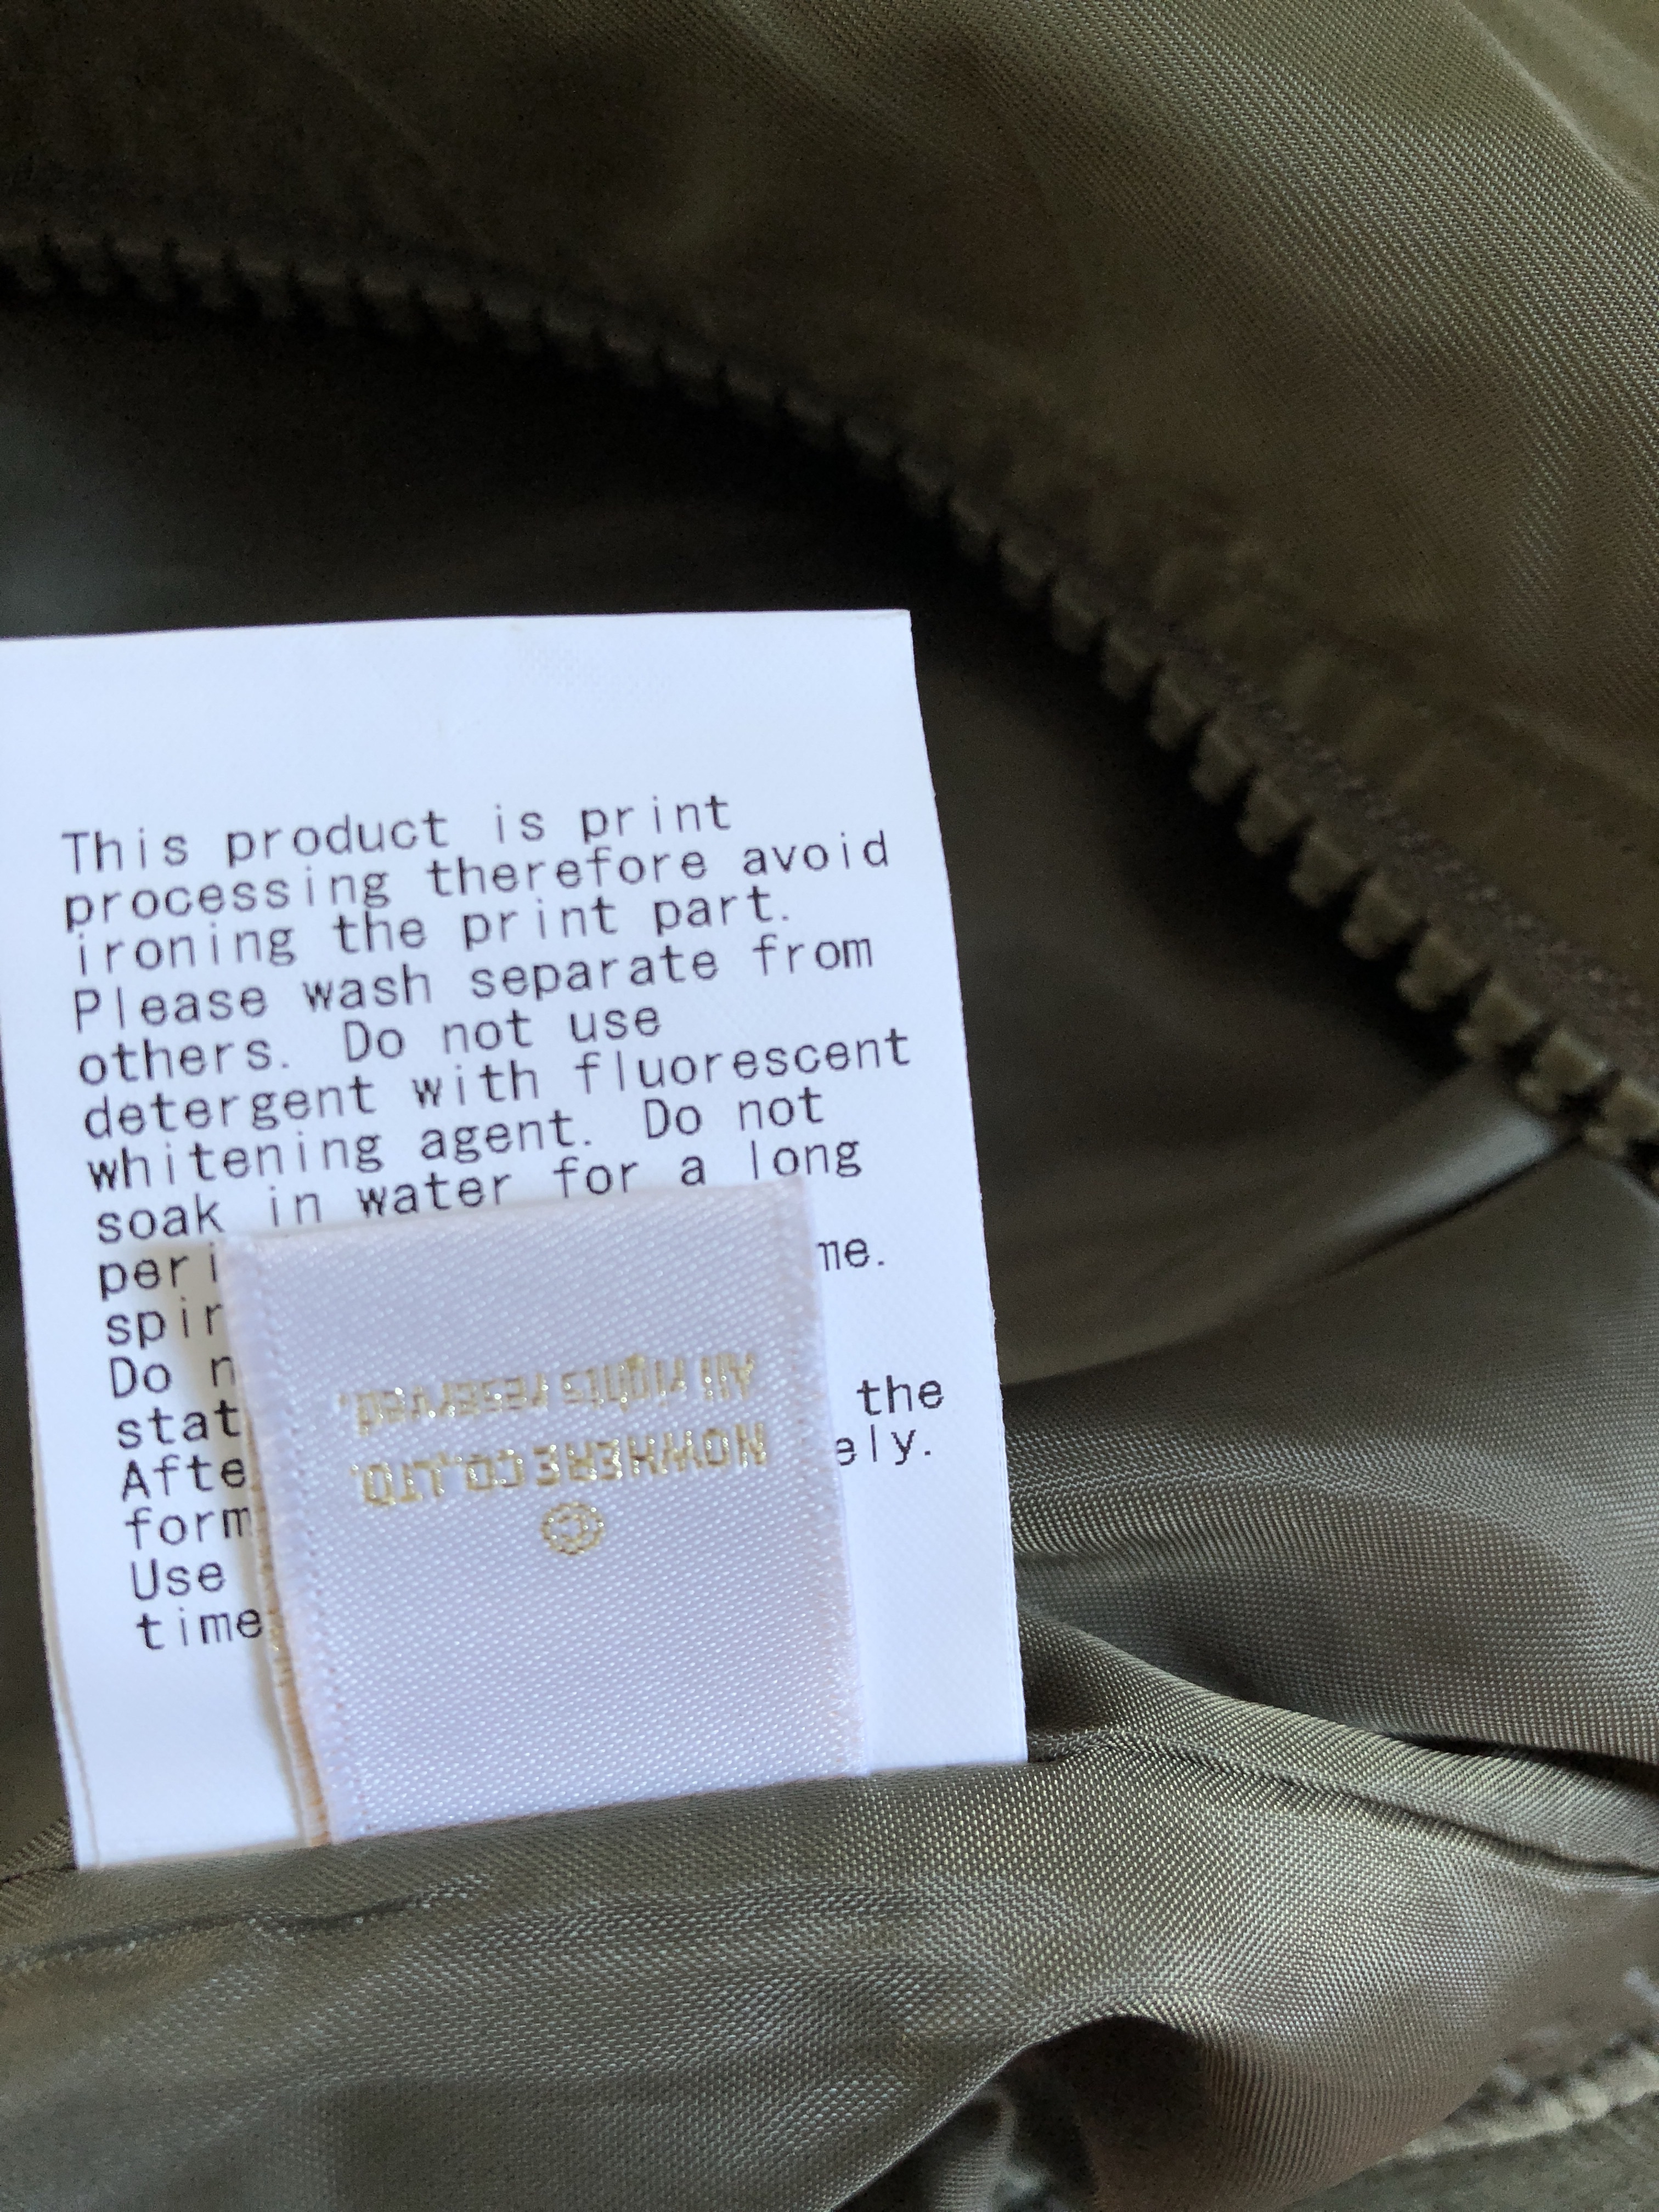 This product is print
processing therefore avoid
ironing the print part.
Please wash separate from
others. Do not use
detergent with fluorescent
whitening agent. Do not
soak in water for a long
peri me.
spin
Do n
stat the
Afte ely.
form
Use
time
©
NOWHERE CO.,LTD.
All rights reserved.